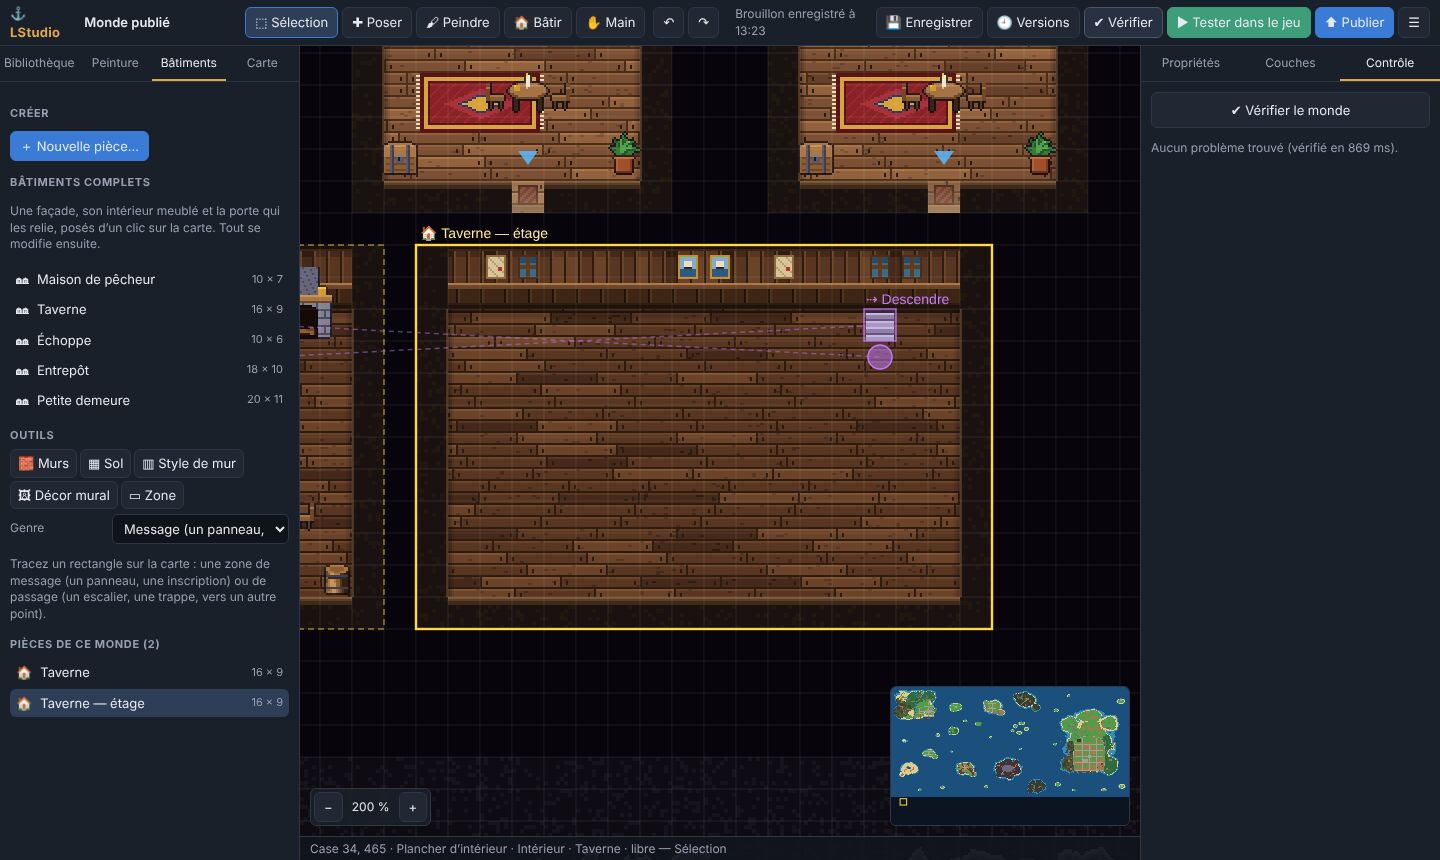 LStudio
Monde publié
Sélection
Poser
Peindre
Bâtir
Main
Brouillon enregistré à
13:23
Enregistrer
Versions
Vérifier
Tester dans le jeu
Publier
Bibliothèque
Peinture
Bâtiments
Carte
CRÉER
+ Nouvelle pièce…
BÂTIMENTS COMPLETS
Une façade, son intérieur meublé et la porte qui
les relie, posés d’un clic sur la carte. Tout se
modifie ensuite.
Maison de pêcheur 10 × 7
Taverne 16 × 9
Échoppe 10 × 6
Entrepôt 18 × 10
Petite demeure 20 × 11
OUTILS
Murs
Sol
Style de mur
Décor mural
Zone
Genre
Message (un panneau,
Tracez un rectangle sur la carte : une zone de
message (un panneau, une inscription) ou de
passage (un escalier, une trappe, vers un autre
point).
PIÈCES DE CE MONDE (2)
Taverne 16 × 9
Taverne — étage 16 × 9
Taverne — étage
⇢ Descendre
− 200 % +
Case 34, 465 · Plancher d’intérieur · Intérieur · Taverne · libre — Sélection
Propriétés
Couches
Contrôle
✔ Vérifier le monde
Aucun problème trouvé (vérifié en 869 ms).